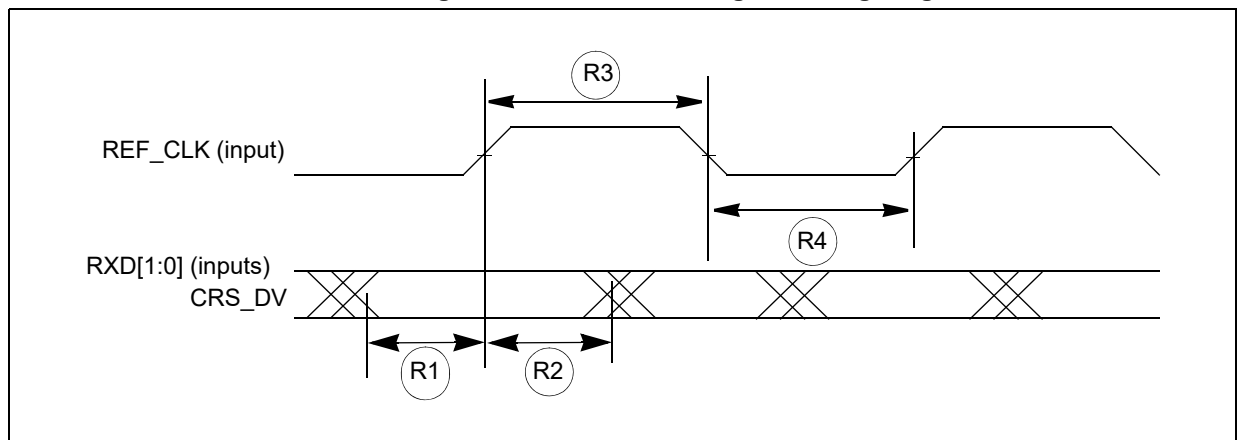 R3
REF_CLK (input)
R4
RXD[1:0] (inputs)
CRS_DV
R1
R2